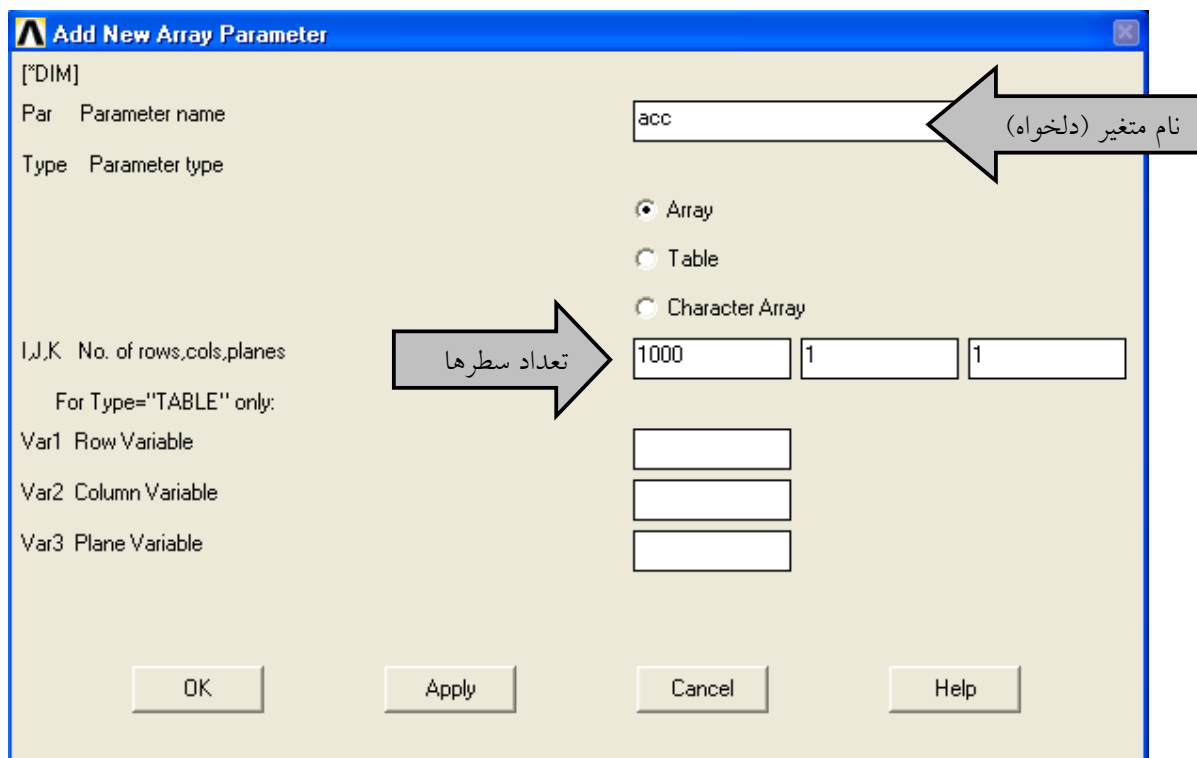 Add New Array Parameter
[*DIM]
Par Parameter name
acc
نام متغیر (دلخواه)
Type Parameter type
Array
Table
Character Array
I,J,K No. of rows,cols,planes
تعداد سطرها
1000
1
1
For Type="TABLE" only:
Var1 Row Variable
Var2 Column Variable
Var3 Plane Variable
OK
Apply
Cancel
Help